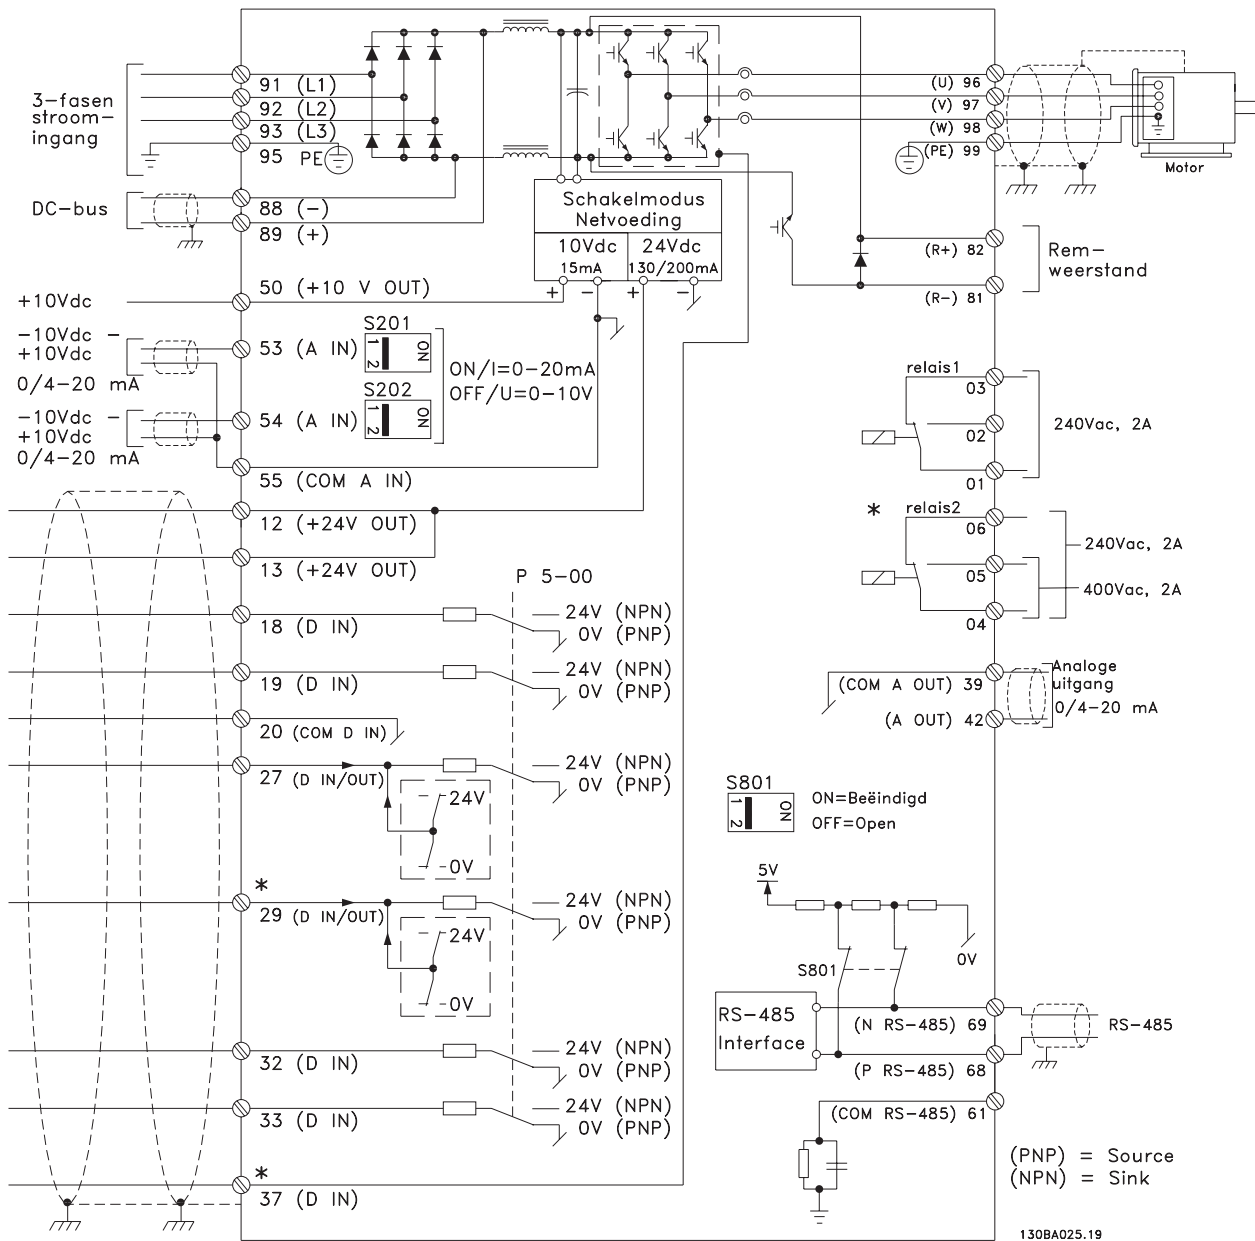 3-fasen
stroom-
ingang
91 (L1)
92 (L2)
93 (L3)
95 PE
DC-bus
88 (-)
89 (+)
Schakelmodus
Netvoeding
10Vdc
15mA
24Vdc
130/200mA
+ - + -
(U) 96
(V) 97
(W) 98
(PE) 99
Motor
(R+) 82
(R-) 81
Rem-
weerstand
+10Vdc
50 (+10 V OUT)
-10Vdc -
+10Vdc
0/4-20 mA
53 (A IN)
S201
1 2
ON
-10Vdc -
+10Vdc
0/4-20 mA
54 (A IN)
S202
1 2
ON
ON/I=0-20mA
OFF/U=0-10V
55 (COM A IN)
12 (+24V OUT)
13 (+24V OUT)
P 5-00
18 (D IN)
24V (NPN)
0V (PNP)
19 (D IN)
24V (NPN)
0V (PNP)
20 (COM D IN)
27 (D IN/OUT)
24V (NPN)
0V (PNP)
24V
0V
*
29 (D IN/OUT)
24V (NPN)
0V (PNP)
24V
0V
32 (D IN)
24V (NPN)
0V (PNP)
33 (D IN)
24V (NPN)
0V (PNP)
*
37 (D IN)
relais1
03
02
01
240Vac, 2A
* relais2
06
05
04
240Vac, 2A
400Vac, 2A
(COM A OUT) 39
(A OUT) 42
Analoge
uitgang
0/4-20 mA
S801
1 2
ON
ON=Beëindigd
OFF=Open
5V
S801
0V
RS-485
Interface
(N RS-485) 69
(P RS-485) 68
RS-485
(COM RS-485) 61
(PNP) = Source
(NPN) = Sink
130BA025.19